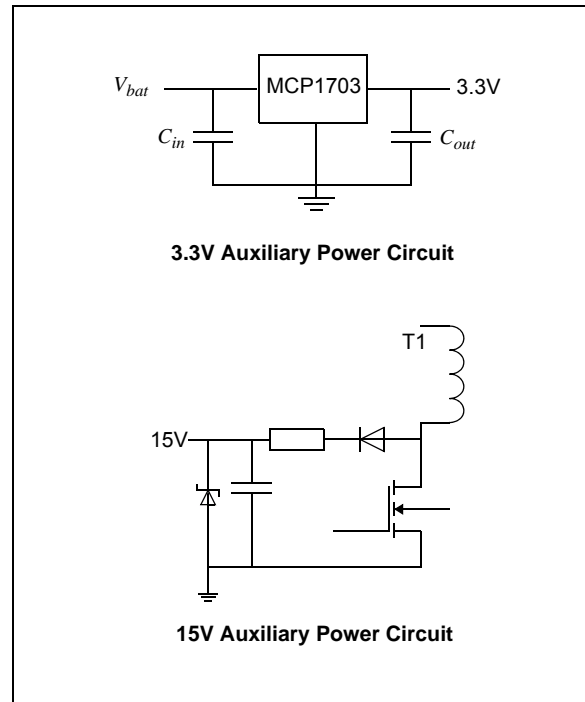 V_bat MCP1703 3.3V
C_in C_out
3.3V Auxiliary Power Circuit
T1
15V
15V Auxiliary Power Circuit